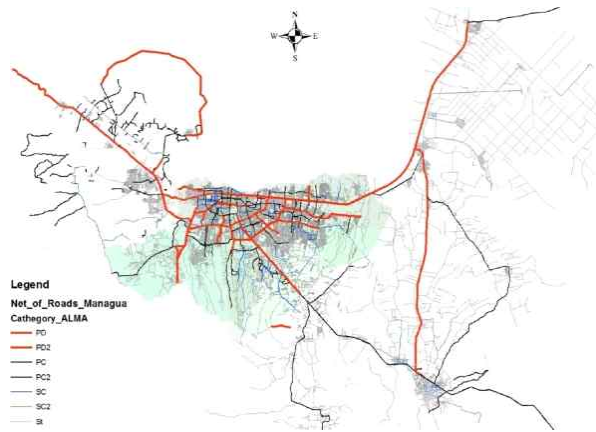 N
W E
S
Legend
Net_of_Roads_Managua
Cathegory_ALMA
PD
PD2
PC
PC2
SC
SC2
St